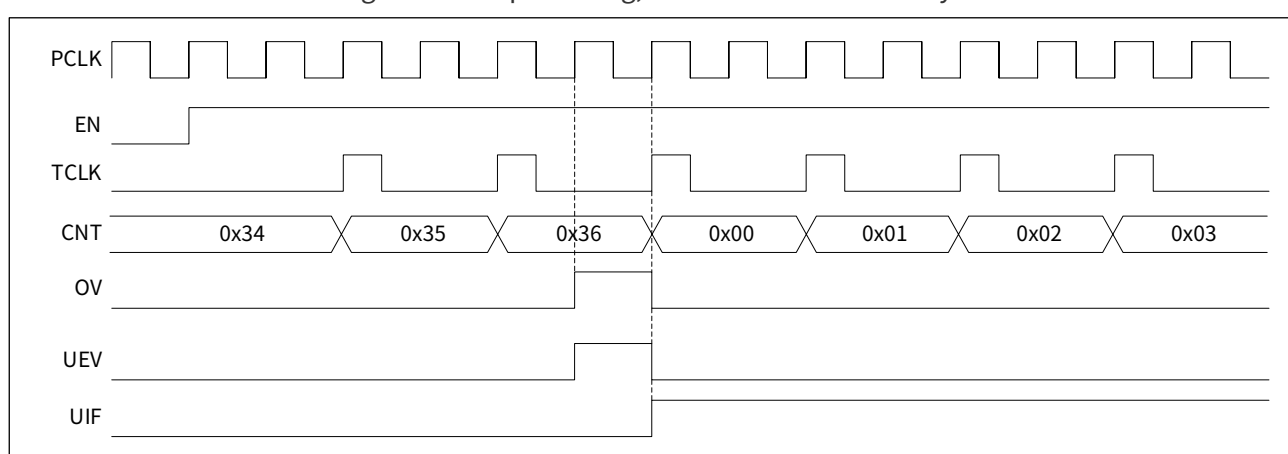 PCLK
EN
TCLK
CNT 0x34 0x35 0x36 0x00 0x01 0x02 0x03
OV
UEV
UIF